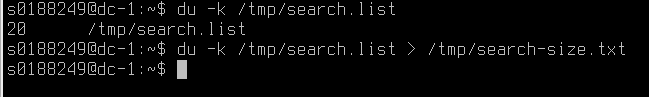 s0188249@dc-1:~$ du -k /tmp/search.list
20      /tmp/search.list
s0188249@dc-1:~$ du -k /tmp/search.list > /tmp/search-size.txt
s0188249@dc-1:~$